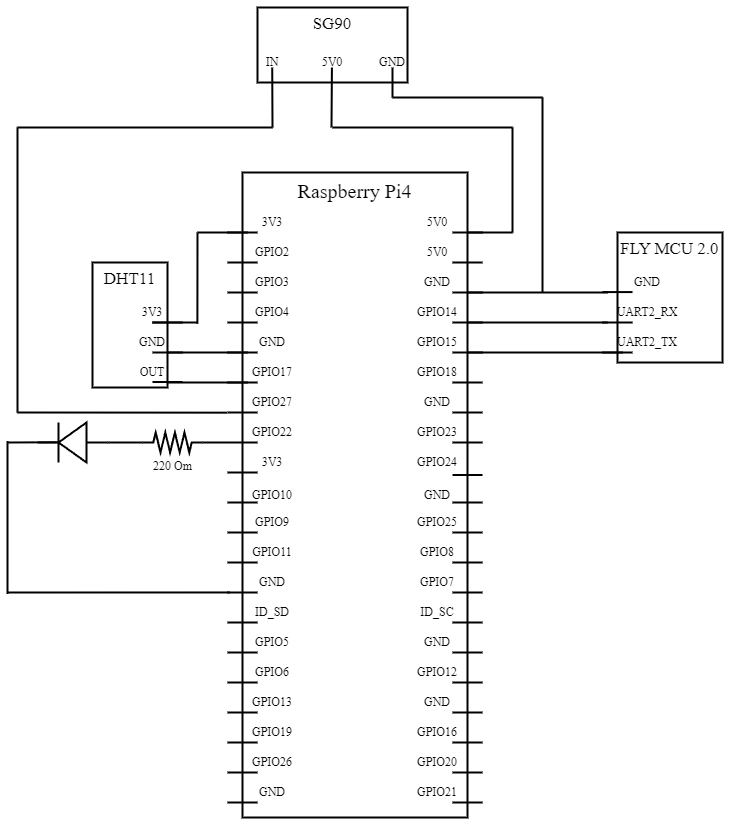 SG90
IN 5V0 GND
Raspberry Pi4
3V3 5V0
GPIO2 5V0
GPIO3 GND
GPIO4 GPIO14
GND GPIO15
GPIO17 GPIO18
GPIO27 GND
GPIO22 GPIO23
3V3 GPIO24
GPIO10 GND
GPIO9 GPIO25
GPIO11 GPIO8
GND GPIO7
ID_SD ID_SC
GPIO5 GND
GPIO6 GPIO12
GPIO13 GND
GPIO19 GPIO16
GPIO26 GPIO20
GND GPIO21
DHT11
3V3
GND
OUT
220 Om
FLY MCU 2.0
GND
UART2_RX
UART2_TX